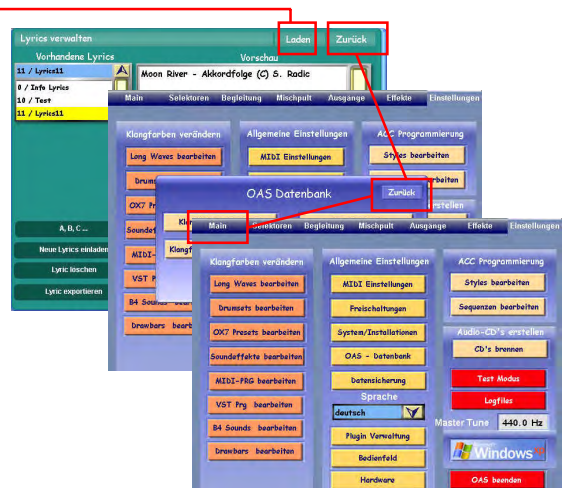 Lyrics verwalten
Laden
Zurück
Vorhandene Lyrics
Vorschau
11 / Lyrics11
0 / Info Lyrics
10 / Test
11 / Lyrics11
Moon River - Akkordfolge (C) S. Radic
A, B, C ...
Neue Lyrics einladen
Lyric löschen
Lyric exportieren
Main Selektoren Begleitung Mischpult Ausgänge Effekte Einstellungen
Klangfarben verändern
Allgemeine Einstellungen
ACC Programmierung
Long Waves bearbeiten
MIDI Einstellungen
Styles bearbeiten
OAS Datenbank
Zurück
Main Selektoren Begleitung Mischpult Ausgänge Effekte Einstellungen
Klangfarben verändern
Allgemeine Einstellungen
ACC Programmierung
Long Waves bearbeiten
MIDI Einstellungen
Styles bearbeiten
Drumsets bearbeiten
Freischaltungen
Sequenzen bearbeiten
OX7 Presets bearbeiten
System/Installationen
Audio-CD's erstellen
Soundeffekte bearbeiten
OAS - Datenbank
CD's brennen
MIDI-PRG bearbeiten
Datensicherung
Test Modus
VST Prg bearbeiten
Sprache
deutsch
Logfiles
B4 Sounds bearbeiten
Plugin Verwaltung
Master Tune 440.0 Hz
Drawbars bearbeiten
Bedienfeld
Windows XP
Hardware
OAS beenden